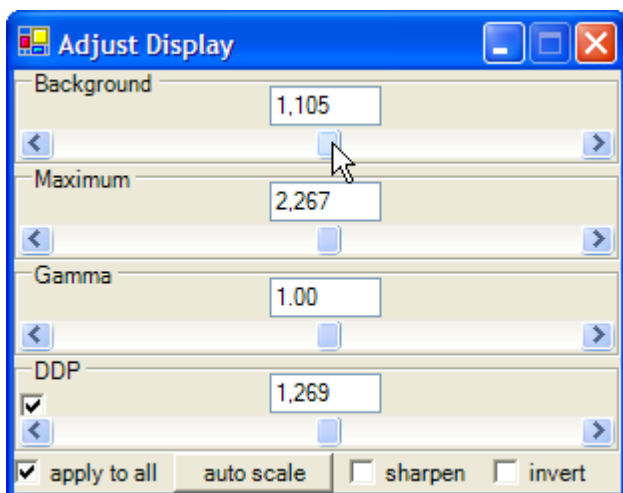 Adjust Display
Background
1,105
Maximum
2,267
Gamma
1.00
DDP
1,269
apply to all auto scale sharpen invert